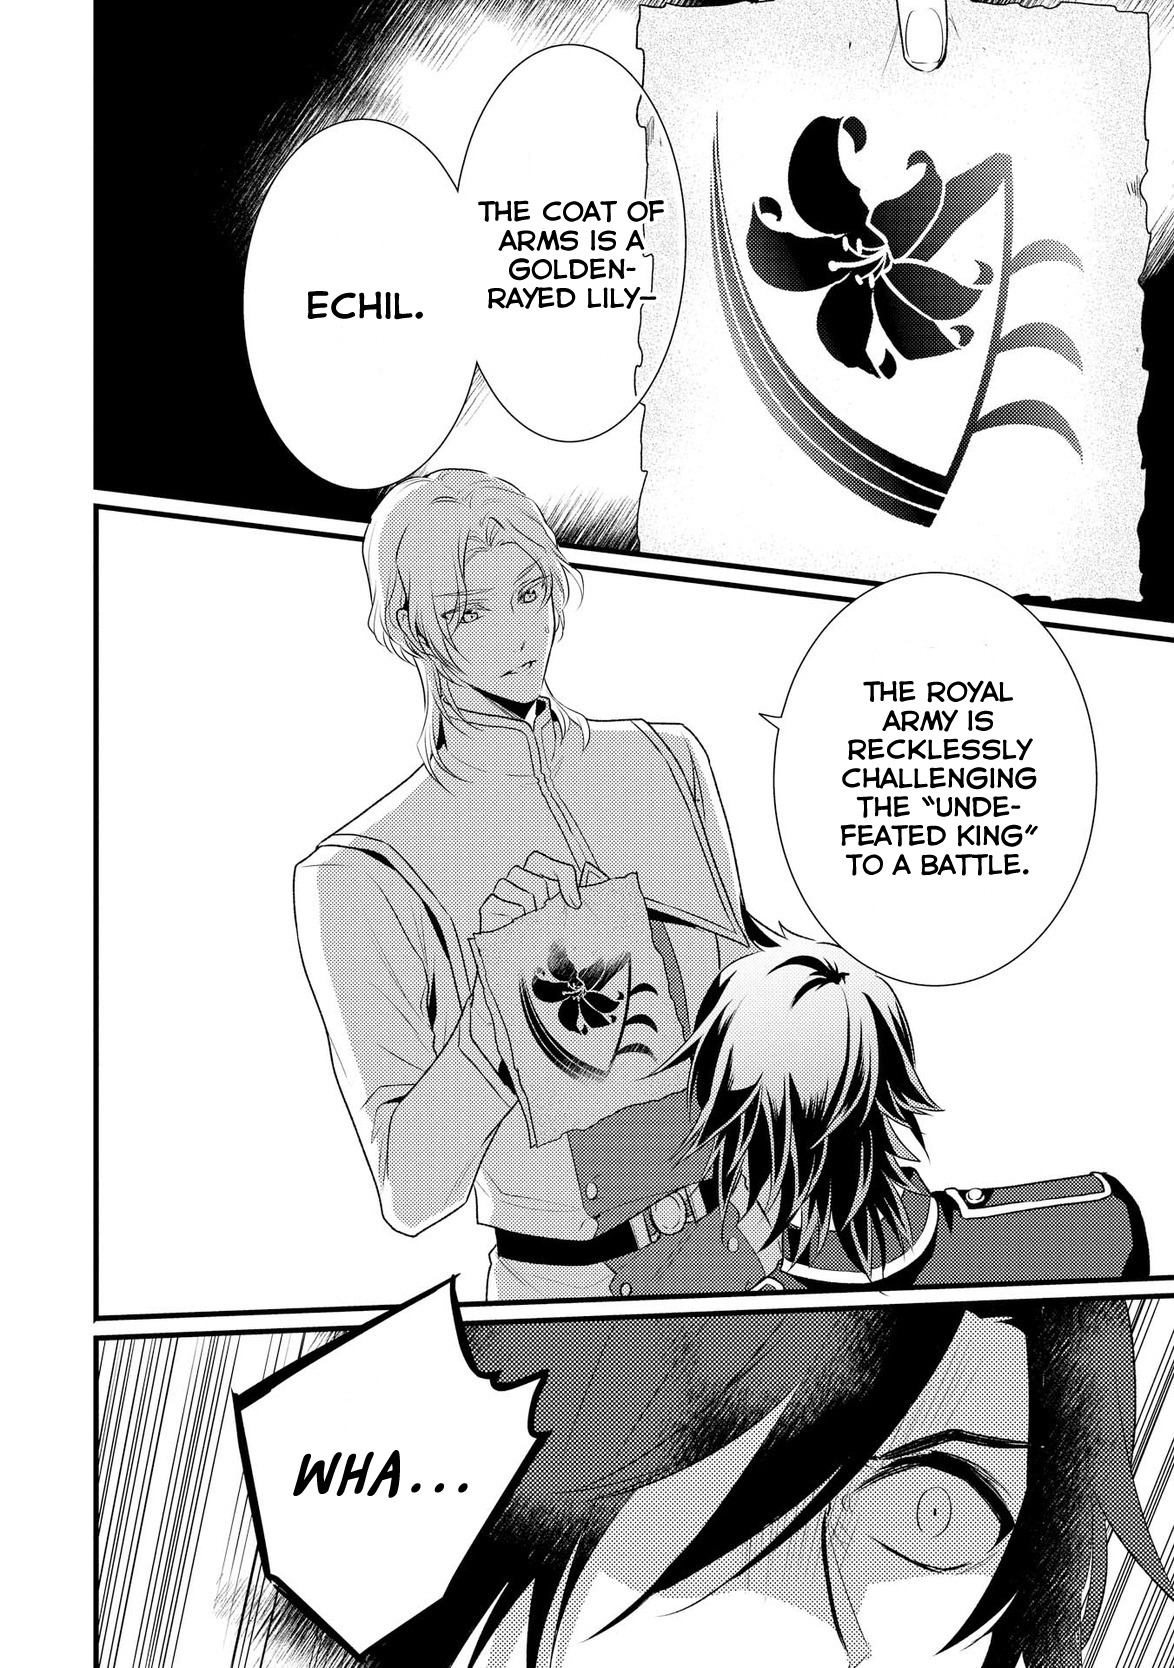 THE COAT OF
ARMS IS A
GOLDEN-
RAYED LILY–
ECHIL.
THE ROYAL
ARMY IS
RECKLESSLY
CHALLENGING
THE “UNDE-
FEATED KING”
TO A BATTLE.
WHA...